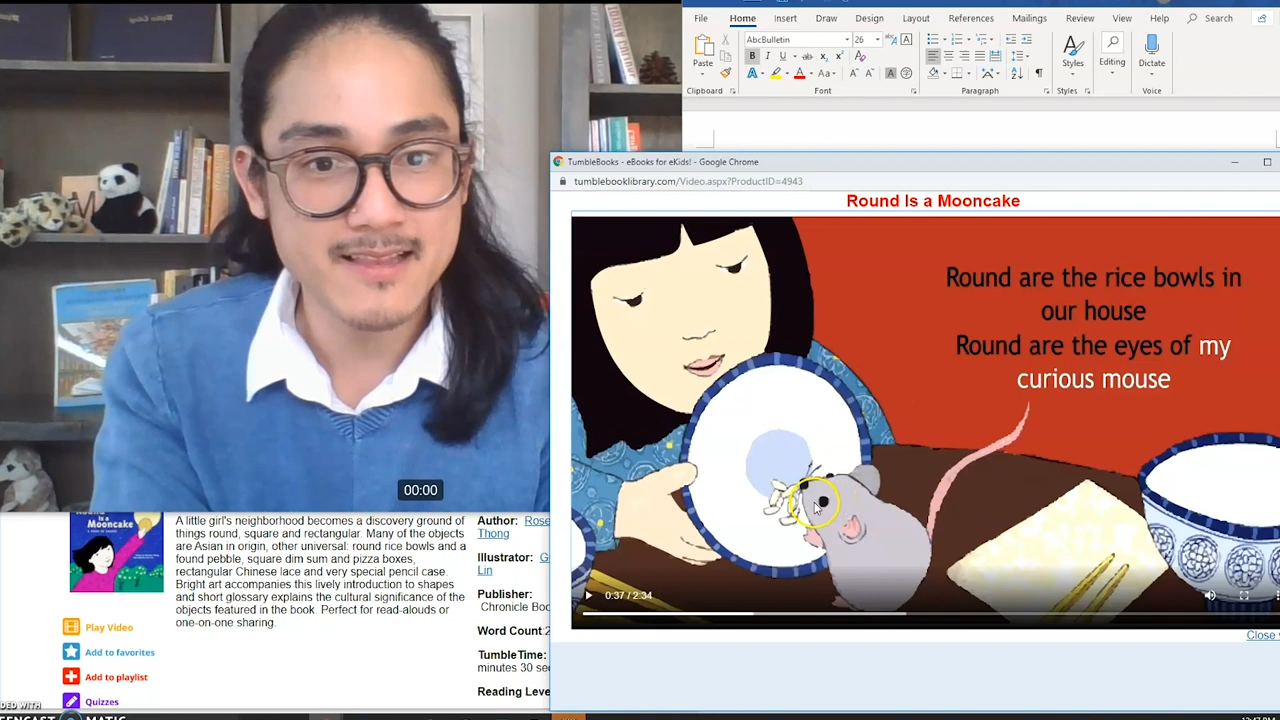 File Home Insert Draw Design Layout References Mailings Review View Help Search
AbcBulletin 26
Paste
Styles Editing Dictate
Clipboard Font Paragraph Styles Voice
TumbleBooks - eBooks for eKids! - Google Chrome
tumblebooklibrary.com/Video.aspx?ProductID=4943
Round Is a Mooncake
Round are the rice bowls in
our house
Round are the eyes of my
curious mouse
0:37 / 2:34
Close
00:00
A little girl's neighborhood becomes a discovery ground of
things round, square and rectangular. Many of the objects
are Asian in origin, other universal: round rice bowls and a
found pebble, square dim sum and pizza boxes,
rectangular Chinese lace and very special pencil case.
Bright art accompanies this lively introduction to shapes
and short glossary explains the cultural significance of the
objects featured in the book. Perfect for read-alouds or
one-on-one sharing.
Author: Rose
Thong
Illustrator: G
Lin
Publisher:
Chronicle Boo
Word Count:2
TumbleTime:
minutes 30 sec
Reading Leve
Play Video
Add to favorites
Add to playlist
Quizzes